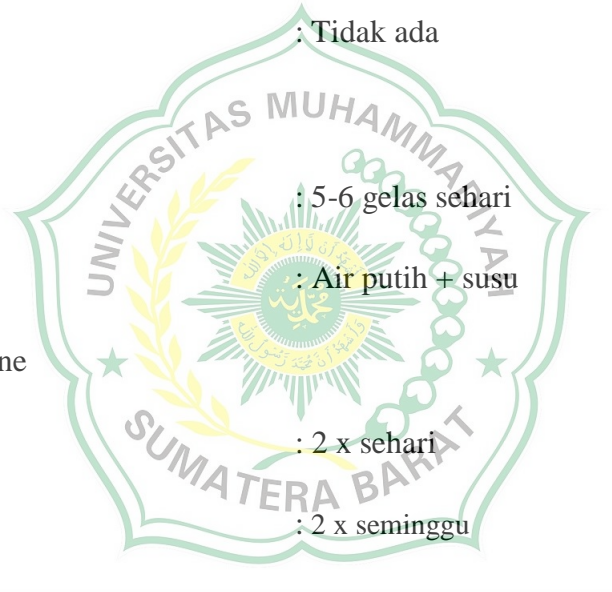 : Tidak ada
UNIVERSITAS MUHAMMADIYAH
: 5-6 gelas sehari
: Air putih + susu
ne
: 2 x sehari
SUMATERA BARAT
: 2 x seminggu